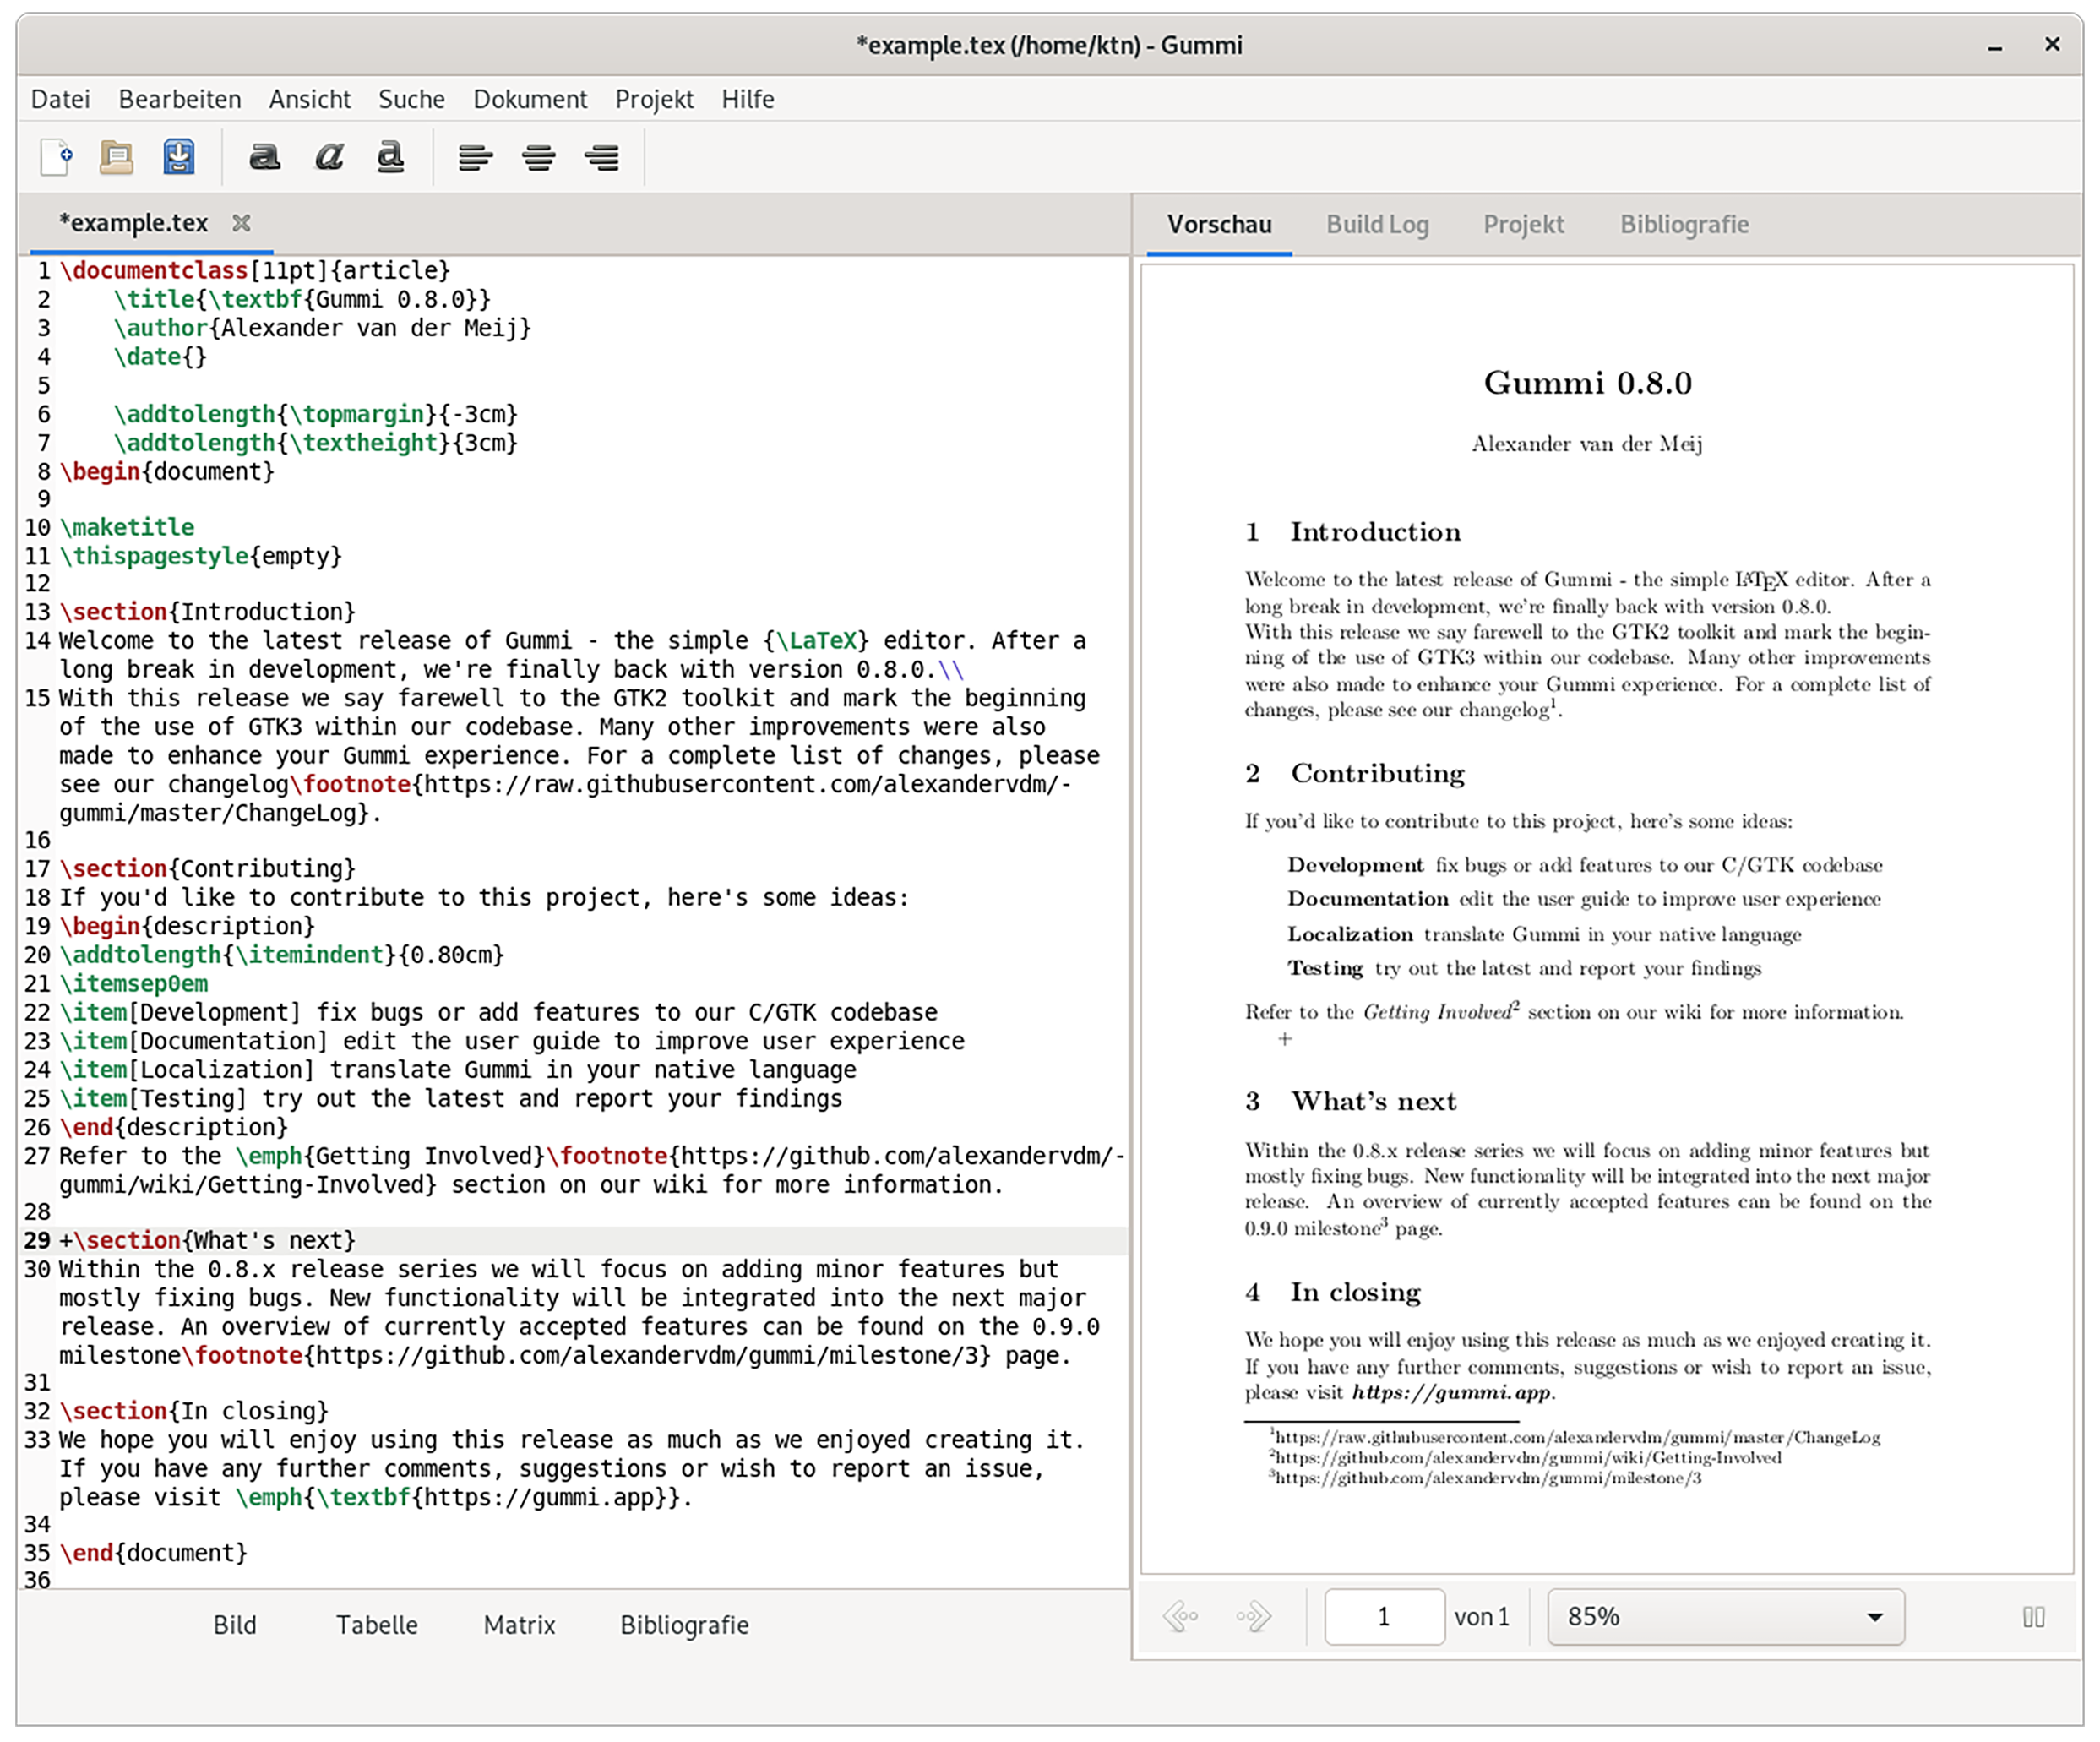 *example.tex (/home/ktn) - Gummi
Datei Bearbeiten Ansicht Suche Dokument Projekt Hilfe
a a a
*example.tex
1 \documentclass[11pt]{article}
2 \title{\textbf{Gummi 0.8.0}}
3 \author{Alexander van der Meij}
4 \date{}
5
6 \addtolength{\topmargin}{-3cm}
7 \addtolength{\textheight}{3cm}
8 \begin{document}
9
10 \maketitle
11 \thispagestyle{empty}
12
13 \section{Introduction}
14 Welcome to the latest release of Gummi - the simple {\LaTeX} editor. After a
long break in development, we're finally back with version 0.8.0.\\
15 With this release we say farewell to the GTK2 toolkit and mark the beginning
of the use of GTK3 within our codebase. Many other improvements were also
made to enhance your Gummi experience. For a complete list of changes, please
see our changelog\footnote{https://raw.githubusercontent.com/alexandervdm/-
gummi/master/ChangeLog}.
16
17 \section{Contributing}
18 If you'd like to contribute to this project, here's some ideas:
19 \begin{description}
20 \addtolength{\itemindent}{0.80cm}
21 \itemsep0em
22 \item[Development] fix bugs or add features to our C/GTK codebase
23 \item[Documentation] edit the user guide to improve user experience
24 \item[Localization] translate Gummi in your native language
25 \item[Testing] try out the latest and report your findings
26 \end{description}
27 Refer to the \emph{Getting Involved}\footnote{https://github.com/alexandervdm/-
gummi/wiki/Getting-Involved} section on our wiki for more information.
28
29 +\section{What's next}
30 Within the 0.8.x release series we will focus on adding minor features but
mostly fixing bugs. New functionality will be integrated into the next major
release. An overview of currently accepted features can be found on the 0.9.0
milestone\footnote{https://github.com/alexandervdm/gummi/milestone/3} page.
31
32 \section{In closing}
33 We hope you will enjoy using this release as much as we enjoyed creating it.
If you have any further comments, suggestions or wish to report an issue,
please visit \emph{\textbf{https://gummi.app}}.
34
35 \end{document}
36
Bild Tabelle Matrix Bibliografie
Vorschau Build Log Projekt Bibliografie
Gummi 0.8.0
Alexander van der Meij
1 Introduction
Welcome to the latest release of Gummi - the simple LATEX editor. After a
long break in development, we're finally back with version 0.8.0.
With this release we say farewell to the GTK2 toolkit and mark the begin-
ning of the use of GTK3 within our codebase. Many other improvements
were also made to enhance your Gummi experience. For a complete list of
changes, please see our changelog1.
2 Contributing
If you'd like to contribute to this project, here's some ideas:
Development fix bugs or add features to our C/GTK codebase
Documentation edit the user guide to improve user experience
Localization translate Gummi in your native language
Testing try out the latest and report your findings
Refer to the Getting Involved2 section on our wiki for more information.
+
3 What's next
Within the 0.8.x release series we will focus on adding minor features but
mostly fixing bugs. New functionality will be integrated into the next major
release. An overview of currently accepted features can be found on the
0.9.0 milestone3 page.
4 In closing
We hope you will enjoy using this release as much as we enjoyed creating it.
If you have any further comments, suggestions or wish to report an issue,
please visit https://gummi.app.
1https://raw.githubusercontent.com/alexandervdm/gummi/master/ChangeLog
2https://github.com/alexandervdm/gummi/wiki/Getting-Involved
3https://github.com/alexandervdm/gummi/milestone/3
1 von 1 85%